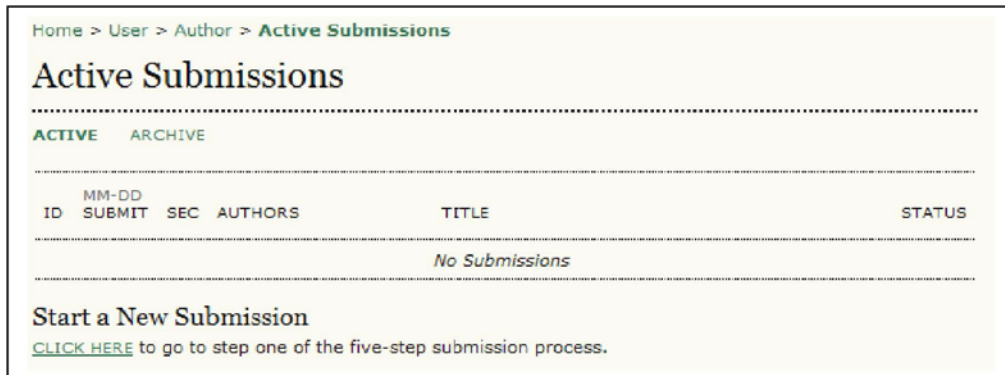 Home > User > Author > Active Submissions
Active Submissions
ACTIVE ARCHIVE
MM-DD
ID SUBMIT SEC AUTHORS TITLE STATUS
No Submissions
Start a New Submission
CLICK HERE to go to step one of the five-step submission process.